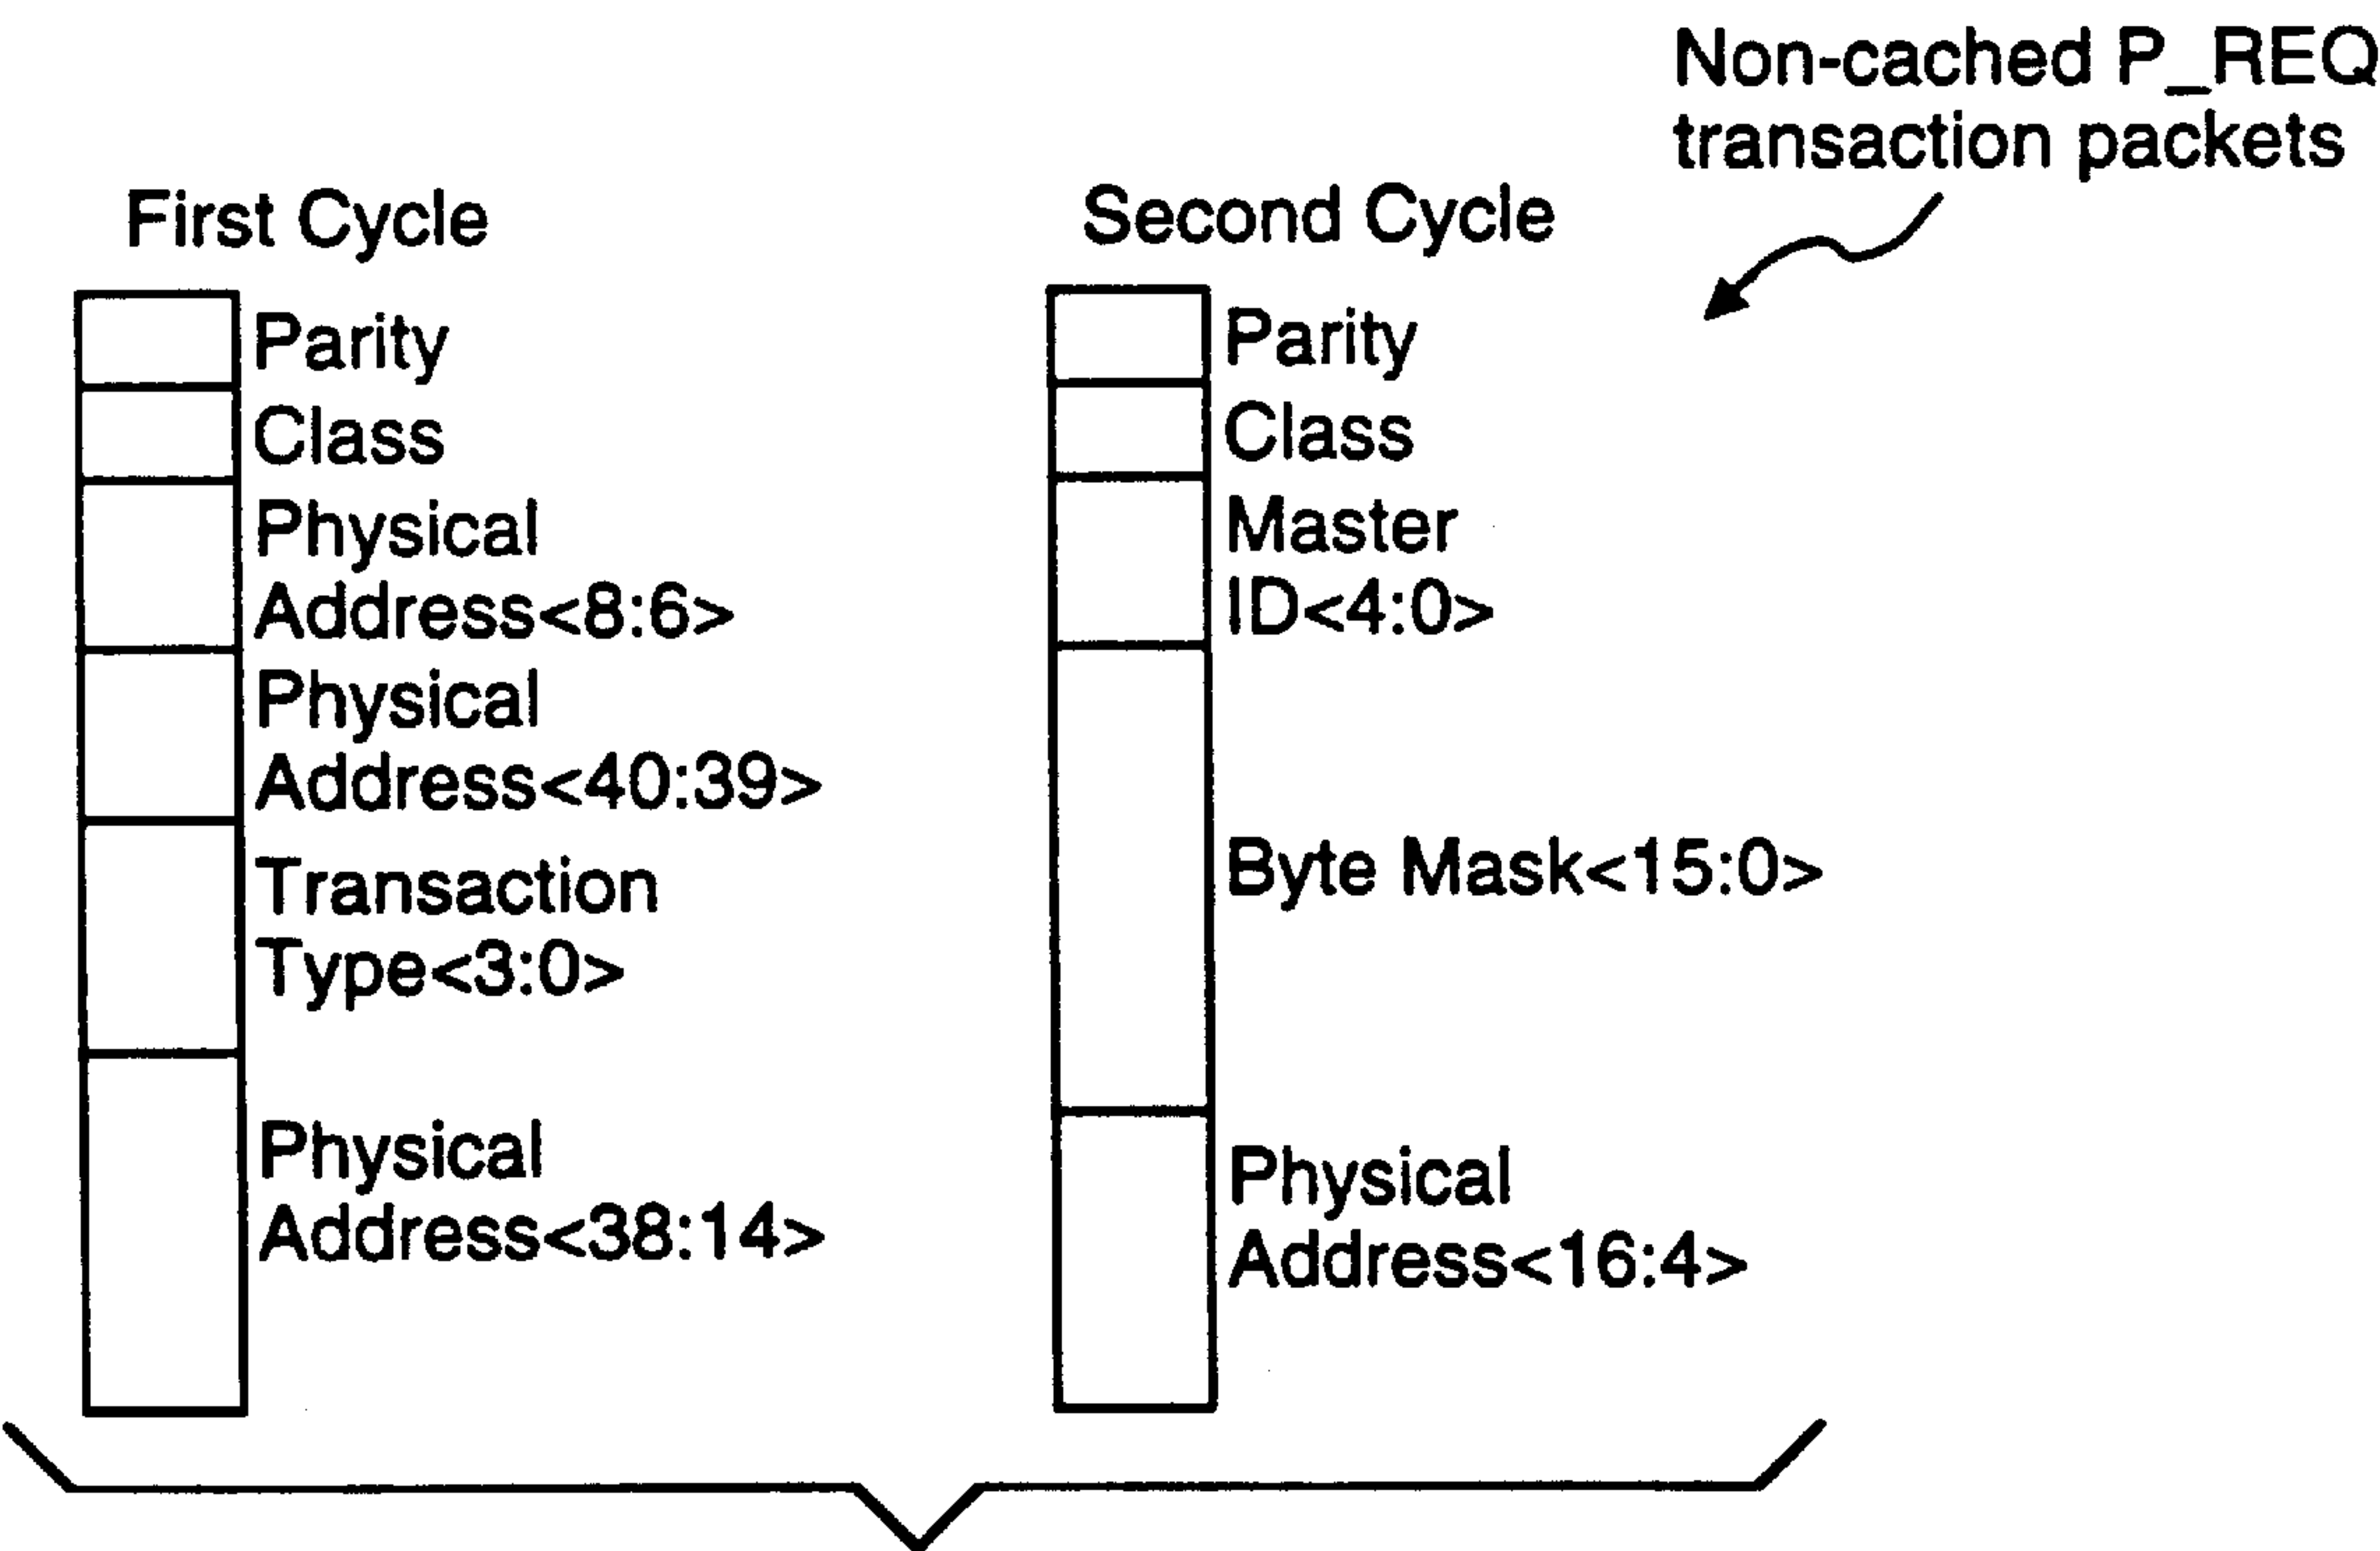 Non-cached P_REQ
transaction packets
First Cycle
Parity
Class
Physical
Address<8:6>
Physical
Address<40:39>
Transaction
Type<3:0>
Physical
Address<38:14>
Second Cycle
Parity
Class
Master
ID<4:0>
Byte Mask<15:0>
Physical
Address<16:4>